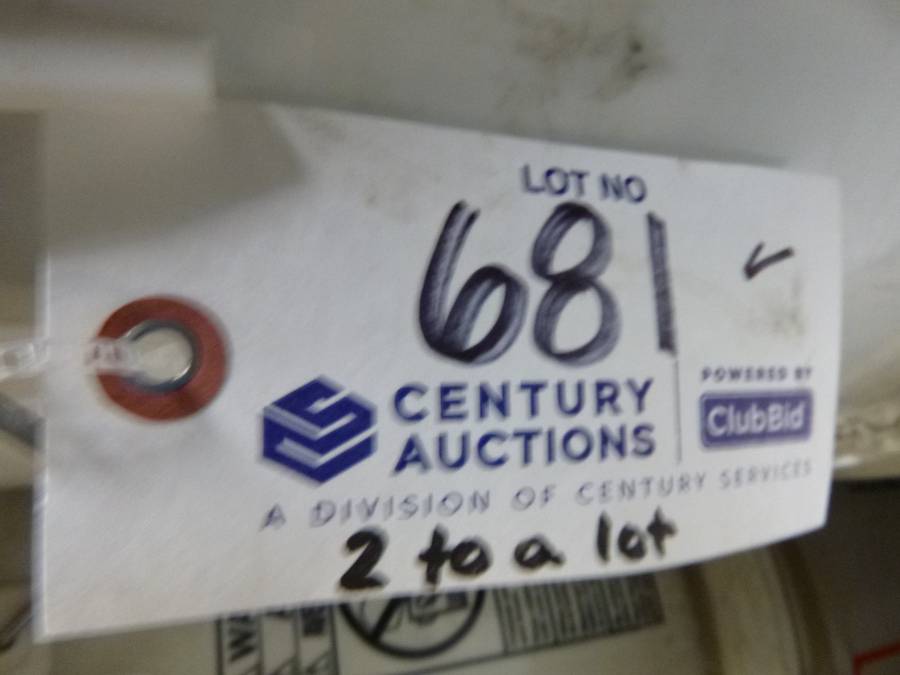 LOT NO
681 ✓
CENTURY
AUCTIONS
POWERED BY
ClubBid
A DIVISION OF CENTURY SERVICES
2 to a lot